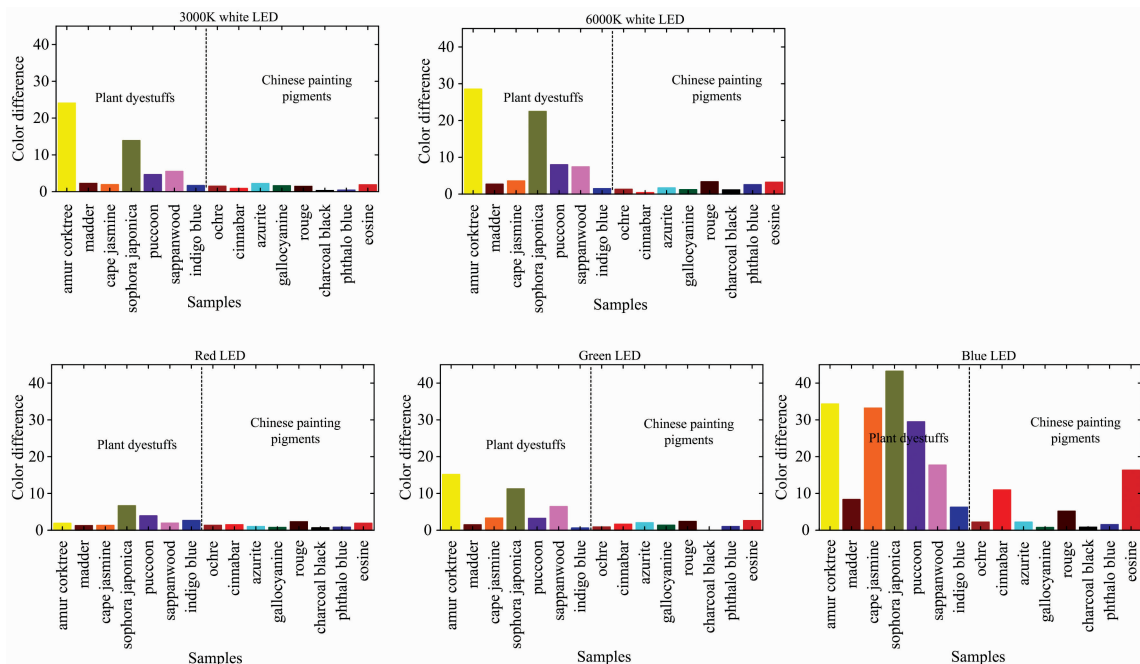 3000K white LED
40
30
20
10
0
Color difference
Plant dyestuffs
Chinese painting
pigments
amur corktree
madder
cape jasmine
sophora japonica
puccoon
sappanwood
indigo blue
ochre
cinnabar
azurite
gallocyanine
rouge
charcoal black
phthalo blue
eosine
Samples
6000K white LED
40
30
20
10
0
Color difference
Plant dyestuffs
Chinese painting
pigments
amur corktree
madder
cape jasmine
sophora japonica
puccoon
sappanwood
indigo blue
ochre
cinnabar
azurite
gallocyanine
rouge
charcoal black
phthalo blue
eosine
Samples
Red LED
40
30
20
10
0
Color difference
Plant dyestuffs
Chinese painting
pigments
amur corktree
madder
cape jasmine
sophora japonica
puccoon
sappanwood
indigo blue
ochre
cinnabar
azurite
gallocyanine
rouge
charcoal black
phthalo blue
eosine
Samples
Green LED
40
30
20
10
0
Color difference
Plant dyestuffs
Chinese painting
pigments
amur corktree
madder
cape jasmine
sophora japonica
puccoon
sappanwood
indigo blue
ochre
cinnabar
azurite
gallocyanine
rouge
charcoal black
phthalo blue
eosine
Samples
Blue LED
40
30
20
10
0
Color difference
Plant dyestuffs
Chinese painting
pigments
amur corktree
madder
cape jasmine
sophora japonica
puccoon
sappanwood
indigo blue
ochre
cinnabar
azurite
gallocyanine
rouge
charcoal black
phthalo blue
eosine
Samples